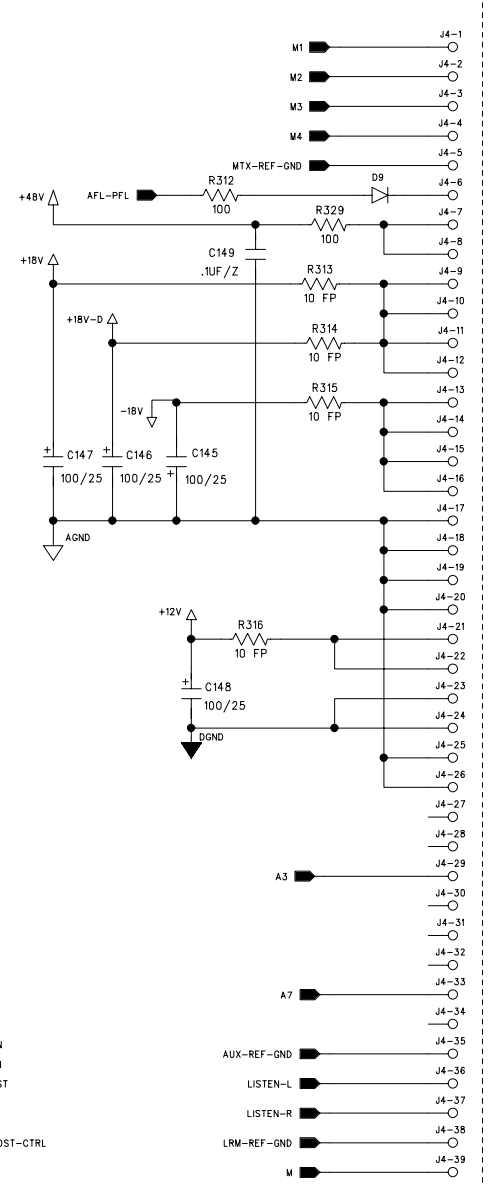 J4-1
M1
J4-2
M2
J4-3
M3
J4-4
M4
J4-5
MTX-REF-GND
R312
D9
J4-6
AFL-PFL
100
+48V
R329
J4-7
100
C149
.1UF/Z
J4-8
+18V
R313
J4-9
10 FP
J4-10
+18V-D
R314
J4-11
10 FP
J4-12
R315
J4-13
-18V
10 FP
J4-14
C147
C146
C145
J4-15
100/25
100/25
100/25
J4-16
J4-17
AGND
J4-18
J4-19
J4-20
+12V
R316
J4-21
10 FP
J4-22
C148
J4-23
100/25
J4-24
DGND
J4-25
J4-26
J4-27
J4-28
J4-29
A3
J4-30
J4-31
J4-32
J4-33
A7
J4-34
J4-35
AUX-REF-GND
J4-36
LISTEN-L
ST
J4-37
LISTEN-R
J4-38
OST-CTRL
LRM-REF-GND
J4-39
M